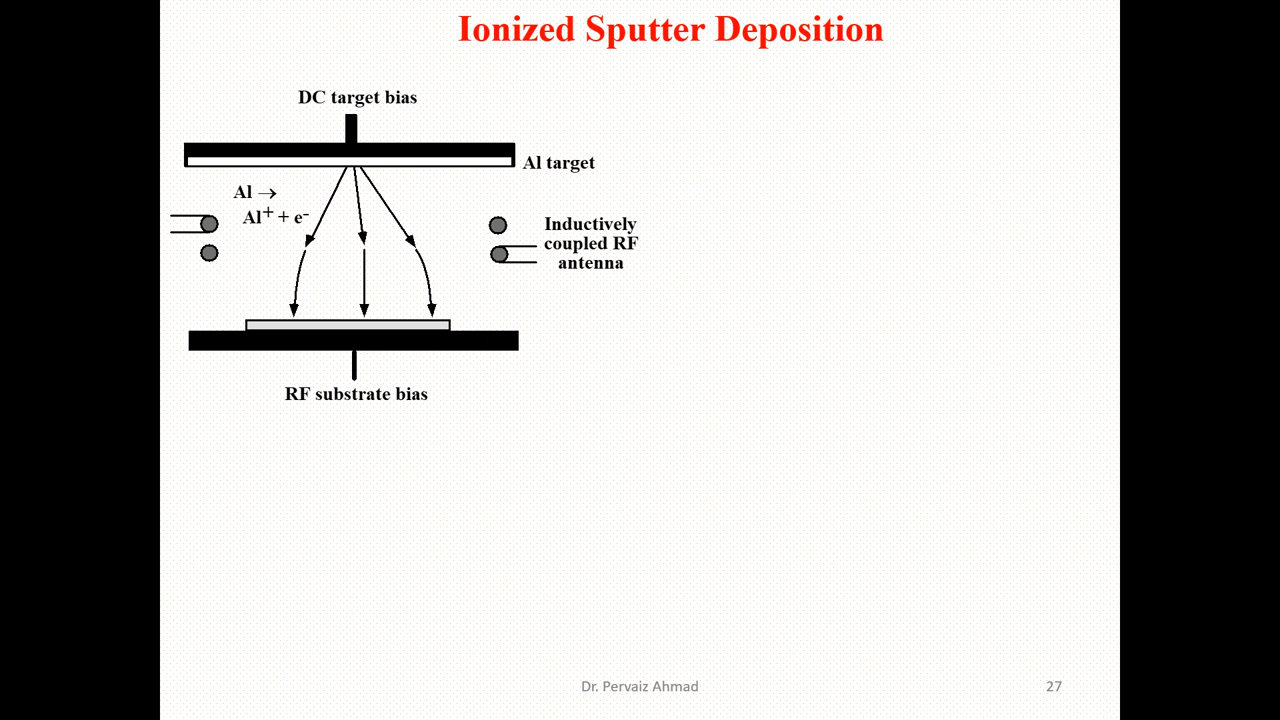 Ionized Sputter Deposition
DC target bias
Al target
Al →
Al+ + e-
Inductively
coupled RF
antenna
RF substrate bias
Dr. Pervaiz Ahmad
27